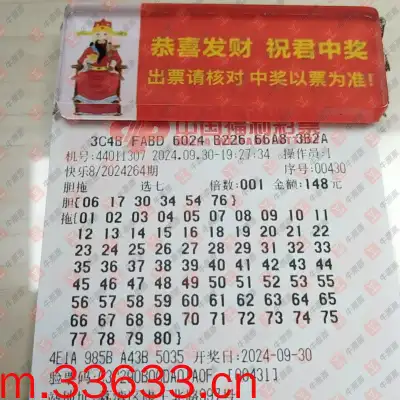 恭喜发财 祝君中奖
出票请核对 中奖以票为准!
3C4B FABD 6024 B226 66A8 3B2A
机号:44011307 2024.09.30-19:27:34 操作员:1
快乐8/2024264期 序号:00430
胆拖 选七 倍数:001 金额:148元
胆[06 17 30 34 54 76}
拖[01 02 03 04 05 07 08 09 10 11
12 13 14 15 16 18 19 20 21 22
23 24 25 26 27 28 29 31 32 33
35 36 37 38 39 40 41 42 43 44
45 46 47 48 49 50 51 52 53 55
56 57 58 59 60 61 62 63 64 65
66 67 68 69 70 71 72 73 74 75
77 78 79 80}
4E1A 985B A43B 5035 开奖日:2024-09-30
验票码: [00431]
m.33633.com